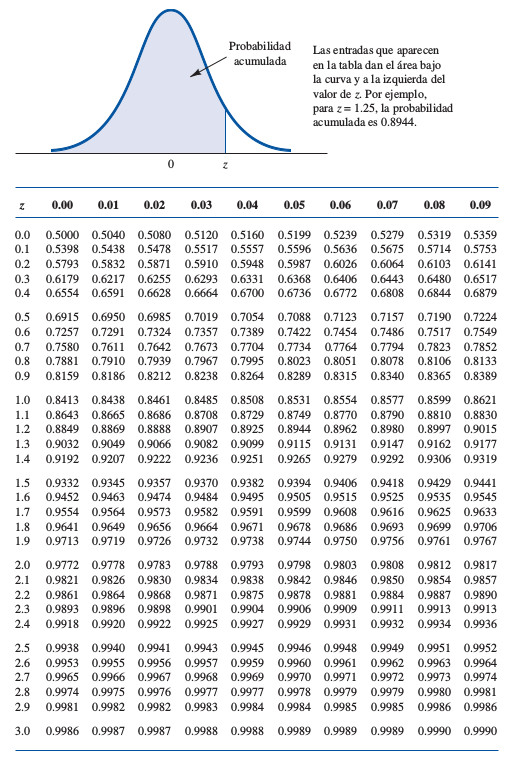 Probabilidad
acumulada
Las entradas que aparecen
en la tabla dan el área bajo
la curva y a la izquierda del
valor de z. Por ejemplo,
para z = 1.25, la probabilidad
acumulada es 0.8944.
0 z
z 0.00 0.01 0.02 0.03 0.04 0.05 0.06 0.07 0.08 0.09
0.0 0.5000 0.5040 0.5080 0.5120 0.5160 0.5199 0.5239 0.5279 0.5319 0.5359
0.1 0.5398 0.5438 0.5478 0.5517 0.5557 0.5596 0.5636 0.5675 0.5714 0.5753
0.2 0.5793 0.5832 0.5871 0.5910 0.5948 0.5987 0.6026 0.6064 0.6103 0.6141
0.3 0.6179 0.6217 0.6255 0.6293 0.6331 0.6368 0.6406 0.6443 0.6480 0.6517
0.4 0.6554 0.6591 0.6628 0.6664 0.6700 0.6736 0.6772 0.6808 0.6844 0.6879
0.5 0.6915 0.6950 0.6985 0.7019 0.7054 0.7088 0.7123 0.7157 0.7190 0.7224
0.6 0.7257 0.7291 0.7324 0.7357 0.7389 0.7422 0.7454 0.7486 0.7517 0.7549
0.7 0.7580 0.7611 0.7642 0.7673 0.7704 0.7734 0.7764 0.7794 0.7823 0.7852
0.8 0.7881 0.7910 0.7939 0.7967 0.7995 0.8023 0.8051 0.8078 0.8106 0.8133
0.9 0.8159 0.8186 0.8212 0.8238 0.8264 0.8289 0.8315 0.8340 0.8365 0.8389
1.0 0.8413 0.8438 0.8461 0.8485 0.8508 0.8531 0.8554 0.8577 0.8599 0.8621
1.1 0.8643 0.8665 0.8686 0.8708 0.8729 0.8749 0.8770 0.8790 0.8810 0.8830
1.2 0.8849 0.8869 0.8888 0.8907 0.8925 0.8944 0.8962 0.8980 0.8997 0.9015
1.3 0.9032 0.9049 0.9066 0.9082 0.9099 0.9115 0.9131 0.9147 0.9162 0.9177
1.4 0.9192 0.9207 0.9222 0.9236 0.9251 0.9265 0.9279 0.9292 0.9306 0.9319
1.5 0.9332 0.9345 0.9357 0.9370 0.9382 0.9394 0.9406 0.9418 0.9429 0.9441
1.6 0.9452 0.9463 0.9474 0.9484 0.9495 0.9505 0.9515 0.9525 0.9535 0.9545
1.7 0.9554 0.9564 0.9573 0.9582 0.9591 0.9599 0.9608 0.9616 0.9625 0.9633
1.8 0.9641 0.9649 0.9656 0.9664 0.9671 0.9678 0.9686 0.9693 0.9699 0.9706
1.9 0.9713 0.9719 0.9726 0.9732 0.9738 0.9744 0.9750 0.9756 0.9761 0.9767
2.0 0.9772 0.9778 0.9783 0.9788 0.9793 0.9798 0.9803 0.9808 0.9812 0.9817
2.1 0.9821 0.9826 0.9830 0.9834 0.9838 0.9842 0.9846 0.9850 0.9854 0.9857
2.2 0.9861 0.9864 0.9868 0.9871 0.9875 0.9878 0.9881 0.9884 0.9887 0.9890
2.3 0.9893 0.9896 0.9898 0.9901 0.9904 0.9906 0.9909 0.9911 0.9913 0.9913
2.4 0.9918 0.9920 0.9922 0.9925 0.9927 0.9929 0.9931 0.9932 0.9934 0.9936
2.5 0.9938 0.9940 0.9941 0.9943 0.9945 0.9946 0.9948 0.9949 0.9951 0.9952
2.6 0.9953 0.9955 0.9956 0.9957 0.9959 0.9960 0.9961 0.9962 0.9963 0.9964
2.7 0.9965 0.9966 0.9967 0.9968 0.9969 0.9970 0.9971 0.9972 0.9973 0.9974
2.8 0.9974 0.9975 0.9976 0.9977 0.9977 0.9978 0.9979 0.9979 0.9980 0.9981
2.9 0.9981 0.9982 0.9982 0.9983 0.9984 0.9984 0.9985 0.9985 0.9986 0.9986
3.0 0.9986 0.9987 0.9987 0.9988 0.9988 0.9989 0.9989 0.9989 0.9990 0.9990